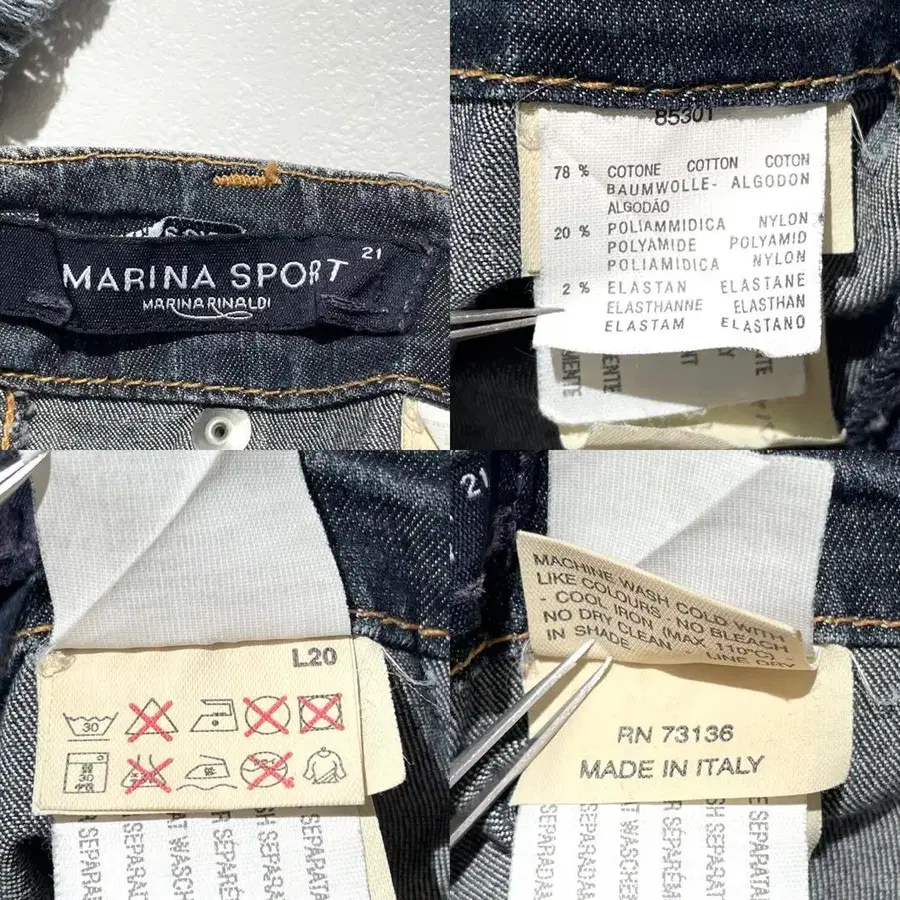 MARINA SPORT 21
MARINA RINALDI
85301
78 % COTONE COTTON COTON
BAUMWOLLE- ALGODON
ALGODÃO
20 % POLIAMMIDICA NYLON
POLYAMIDE POLYAMID
POLIAMIDICA NYLON
2 % ELASTAN ELASTANE
ELASTHANNE ELASTHAN
ELASTAM ELASTANO
L20
30
30
21
MACHINE WASH COLD WITH
LIKE COLOURS - NO BLEACH
- COOL IRON (MAX 110°C)
NO DRY CLEAN - LINE DRY
IN SHADE
RN 73136
MADE IN ITALY